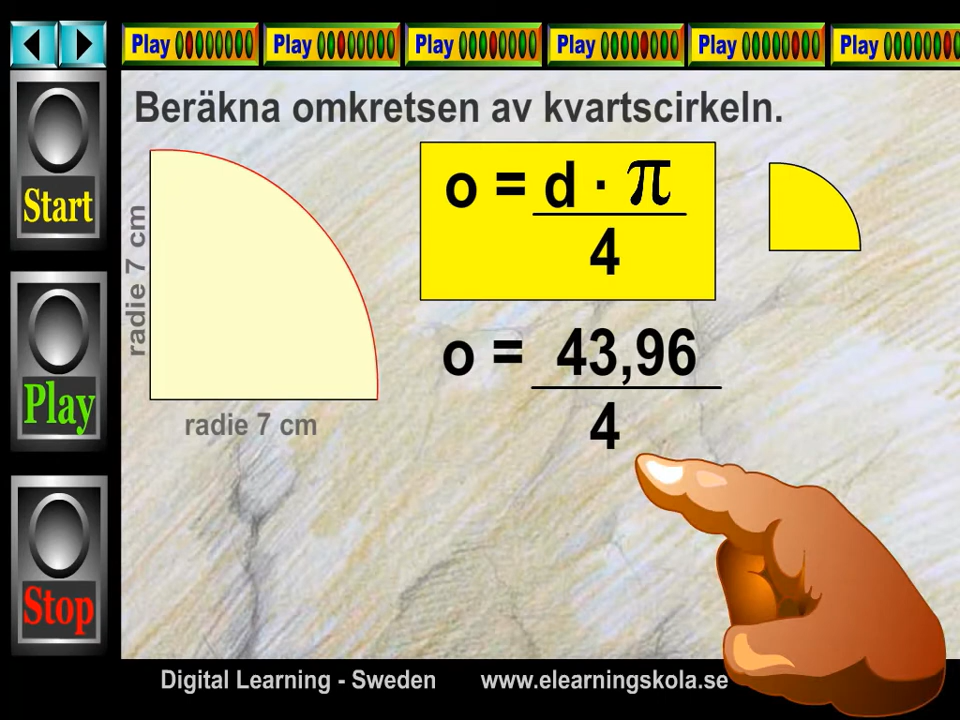 Play Play Play Play Play Play
Beräkna omkretsen av kvartscirkeln.
Start
radie 7 cm
o = d · π
4
Play
o = 43,96
4
radie 7 cm
Stop
Digital Learning - Sweden www.elearningskola.se